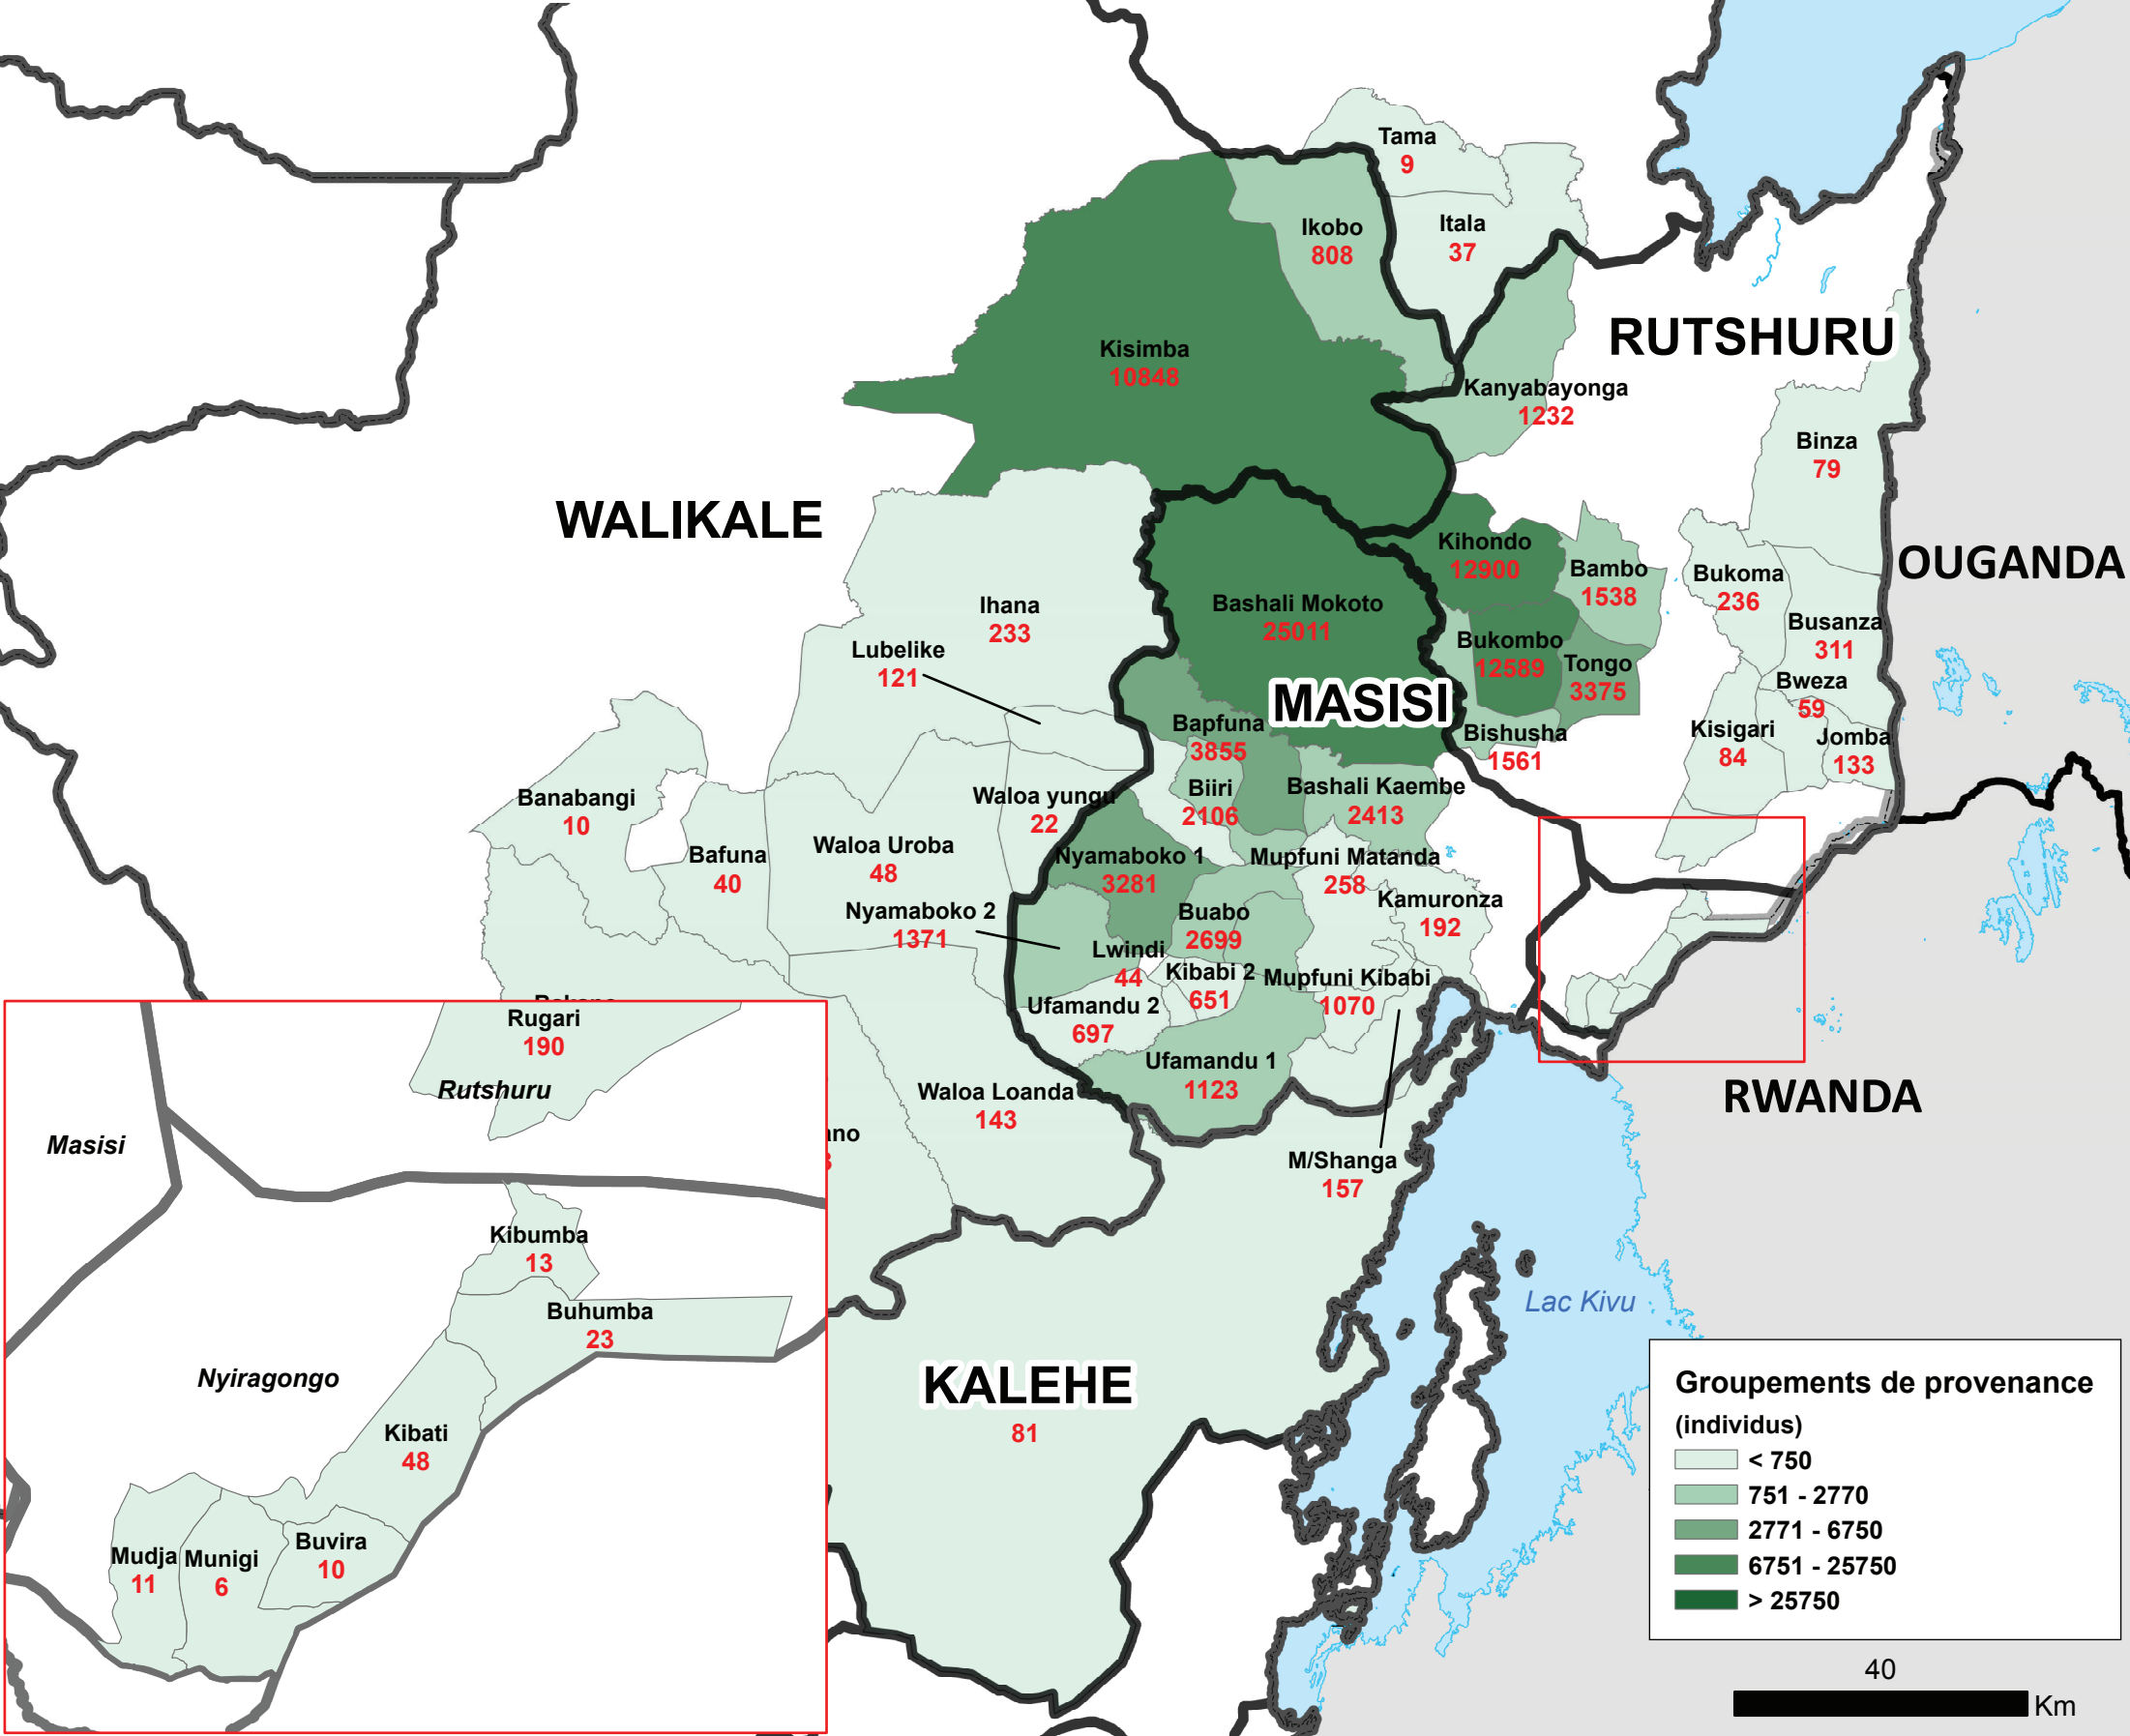 Tama
9
Ikobo
808
Itala
37
RUTSHURU
Kisimba
10848
Kanyabayonga
1232
Binza
79
WALIKALE
Kihondo
12900
Bambo
1538
OUGANDA
Bukoma
236
Ihana
233
Bashali Mokoto
25011
Busanza
311
Lubelike
121
Bukombo
12589
Tongo
3375
Bweza
59
MASISI
Bapfuna
3855
Bishusha
1561
Kisigari
84
Jomba
133
Banabangi
10
Waloa yungu
22
Biiri
2106
Bashali Kaembe
2413
Bafuna
40
Waloa Uroba
48
Nyamaboko 1
3281
Mupfuni Matanda
258
Kamuronza
192
Nyamaboko 2
1371
Buabo
2699
Lwindi
44
Kibabi 2
651
Mupfuni Kibabi
1070
Ufamandu 2
697
Ufamandu 1
1123
Waloa Loanda
143
RWANDA
ano
M/Shanga
157
Rugari
190
Rutshuru
Masisi
Kibumba
13
Buhumba
23
Nyiragongo
Kibati
48
Mudja
11
Munigi
6
Buvira
10
KALEHE
81
Lac Kivu
Groupements de provenance
(individus)
< 750
751 - 2770
2771 - 6750
6751 - 25750
> 25750
40
Km